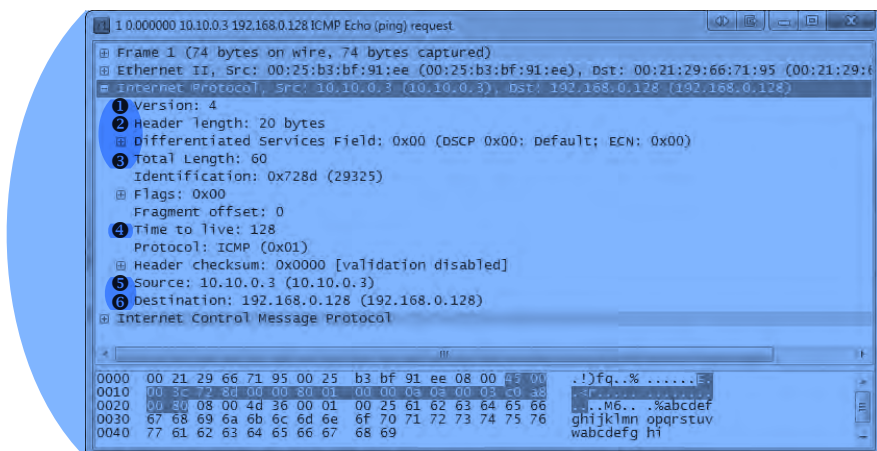 1 0.000000 10.10.0.3 192.168.0.128 ICMP Echo (ping) request
Frame 1 (74 bytes on wire, 74 bytes captured)
Ethernet II, Src: 00:25:b3:bf:91:ee (00:25:b3:bf:91:ee), Dst: 00:21:29:66:71:95 (00:21:29:6
Internet Protocol, Src: 10.10.0.3 (10.10.0.3), Dst: 192.168.0.128 (192.168.0.128)
1 Version: 4
2 Header length: 20 bytes
Differentiated Services Field: 0x00 (DSCP 0x00: Default; ECN: 0x00)
3 Total Length: 60
Identification: 0x728d (29325)
Flags: 0x00
Fragment offset: 0
4 Time to live: 128
Protocol: ICMP (0x01)
Header checksum: 0x0000 [validation disabled]
5 Source: 10.10.0.3 (10.10.0.3)
6 Destination: 192.168.0.128 (192.168.0.128)
Internet Control Message Protocol
0000 00 21 29 66 71 95 00 25 b3 bf 91 ee 08 00 45 00 .!)fq..% ......E.
0010 00 3c 72 8d 00 00 80 01 00 00 0a 0a 00 03 c0 a8 .<r..... ........
0020 00 80 08 00 4d 36 00 01 00 25 61 62 63 64 65 66 ....M6.. .%abcdef
0030 67 68 69 6a 6b 6c 6d 6e 6f 70 71 72 73 74 75 76 ghijklmn opqrstuv
0040 77 61 62 63 64 65 66 67 68 69 wabcdefg hi